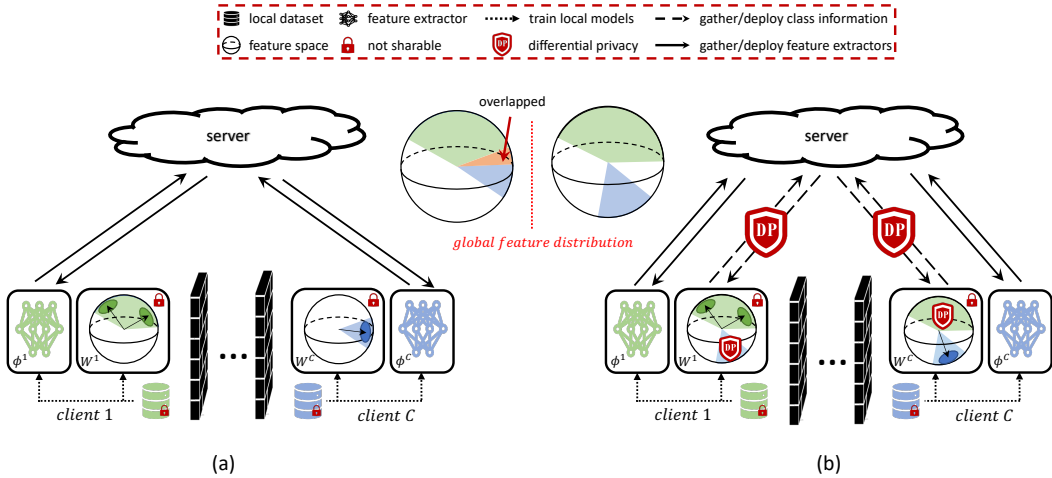 local dataset feature extractor train local models gather/deploy class information
feature space not sharable DP differential privacy gather/deploy feature extractors
overlapped
server
server
DP DP
global feature distribution
DP
DP
ϕ¹ W¹ ... W^C ϕ^C
ϕ¹ W¹ ... W^C ϕ^C
client 1 client C
client 1 client C
(a) (b)